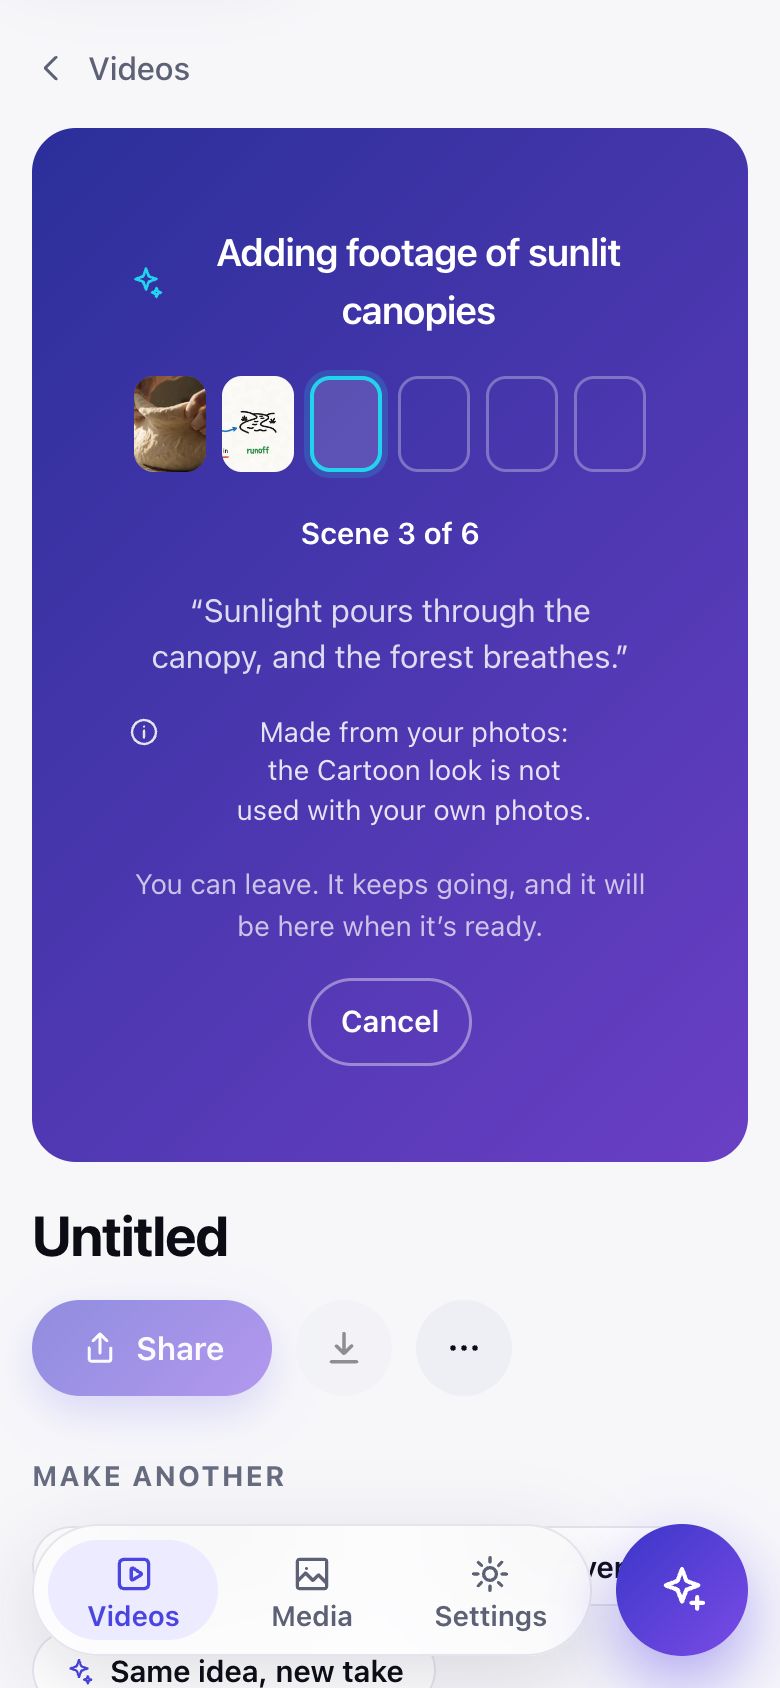 Videos
Adding footage of sunlit
canopies
in
runoff
Scene 3 of 6
“Sunlight pours through the
canopy, and the forest breathes.”
Made from your photos:
the Cartoon look is not
used with your own photos.
You can leave. It keeps going, and it will
be here when it’s ready.
Cancel
Untitled
Share
MAKE ANOTHER
Videos
Media
Settings
Same idea, new take